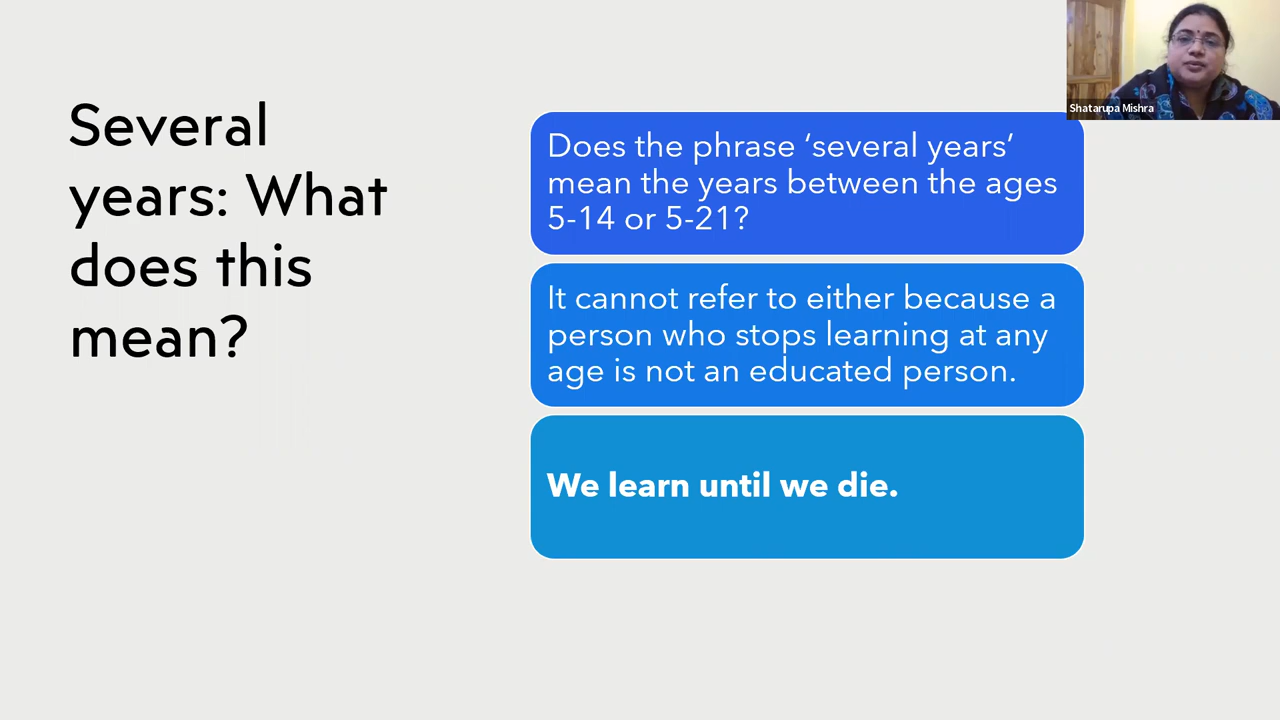 Several
years: What
does this
mean?
Does the phrase ‘several years’
mean the years between the ages
5-14 or 5-21?
It cannot refer to either because a
person who stops learning at any
age is not an educated person.
We learn until we die.
Shatarupa Mishra